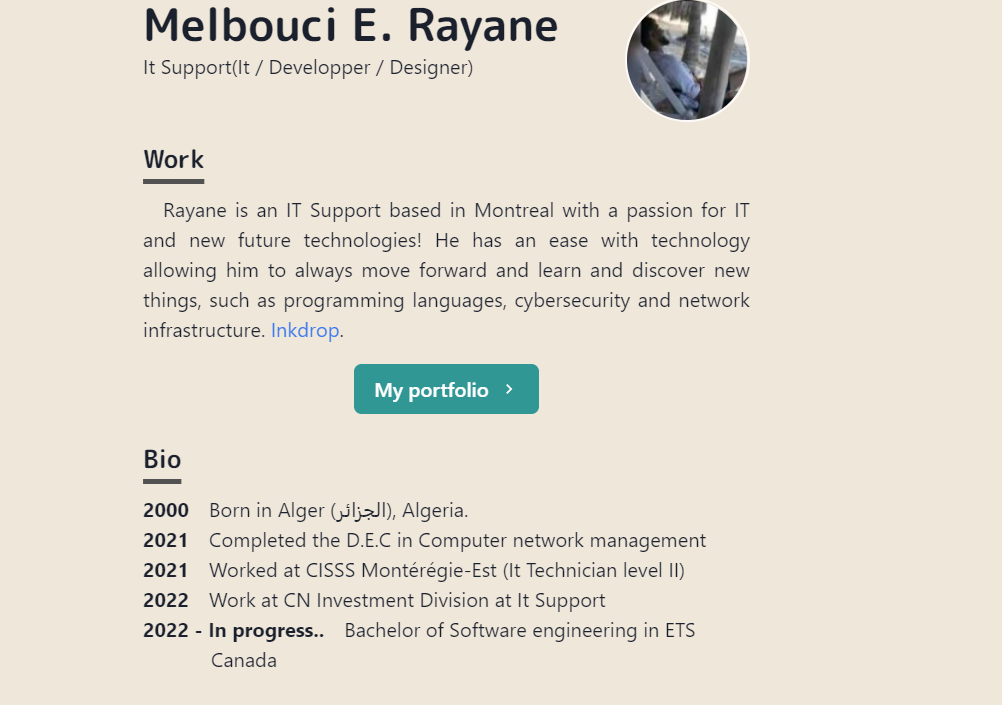 Melbouci E. Rayane
It Support(It / Developper / Designer)
Work
Rayane is an IT Support based in Montreal with a passion for IT
and new future technologies! He has an ease with technology
allowing him to always move forward and learn and discover new
things, such as programming languages, cybersecurity and network
infrastructure. Inkdrop.
My portfolio
Bio
2000 Born in Alger (الجزائر), Algeria.
2021 Completed the D.E.C in Computer network management
2021 Worked at CISSS Montérégie-Est (It Technician level II)
2022 Work at CN Investment Division at It Support
2022 - In progress.. Bachelor of Software engineering in ETS
Canada